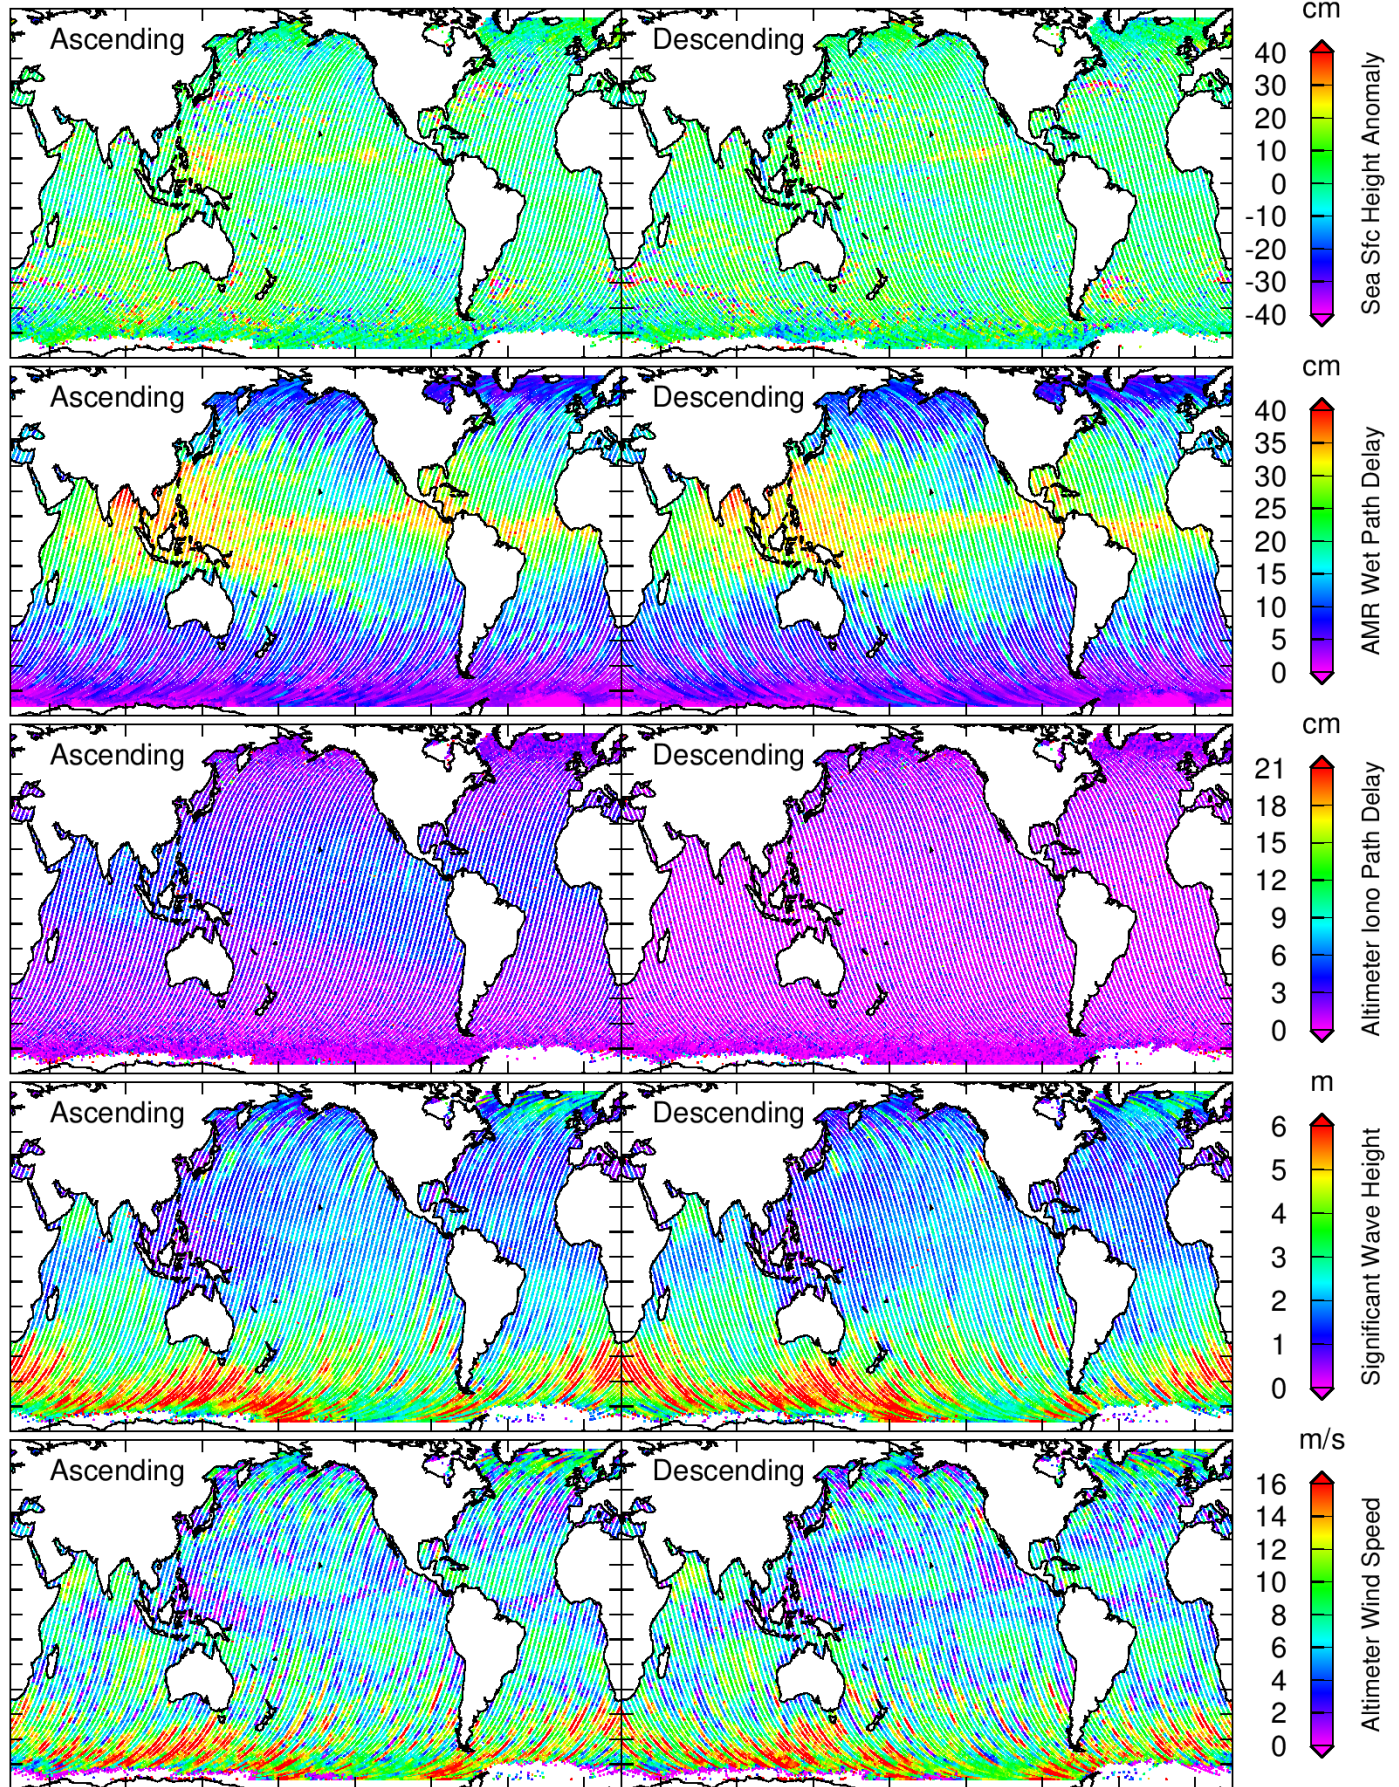 cm
Ascending
Descending
40
30
20
10
0
-10
-20
-30
-40
Sea Sfc Height Anomaly
cm
Ascending
Descending
40
35
30
25
20
15
10
5
0
AMR Wet Path Delay
cm
Ascending
Descending
21
18
15
12
9
6
3
0
Altimeter Iono Path Delay
m
Ascending
Descending
6
5
4
3
2
1
0
Significant Wave Height
m/s
Ascending
Descending
16
14
12
10
8
6
4
2
0
Altimeter Wind Speed